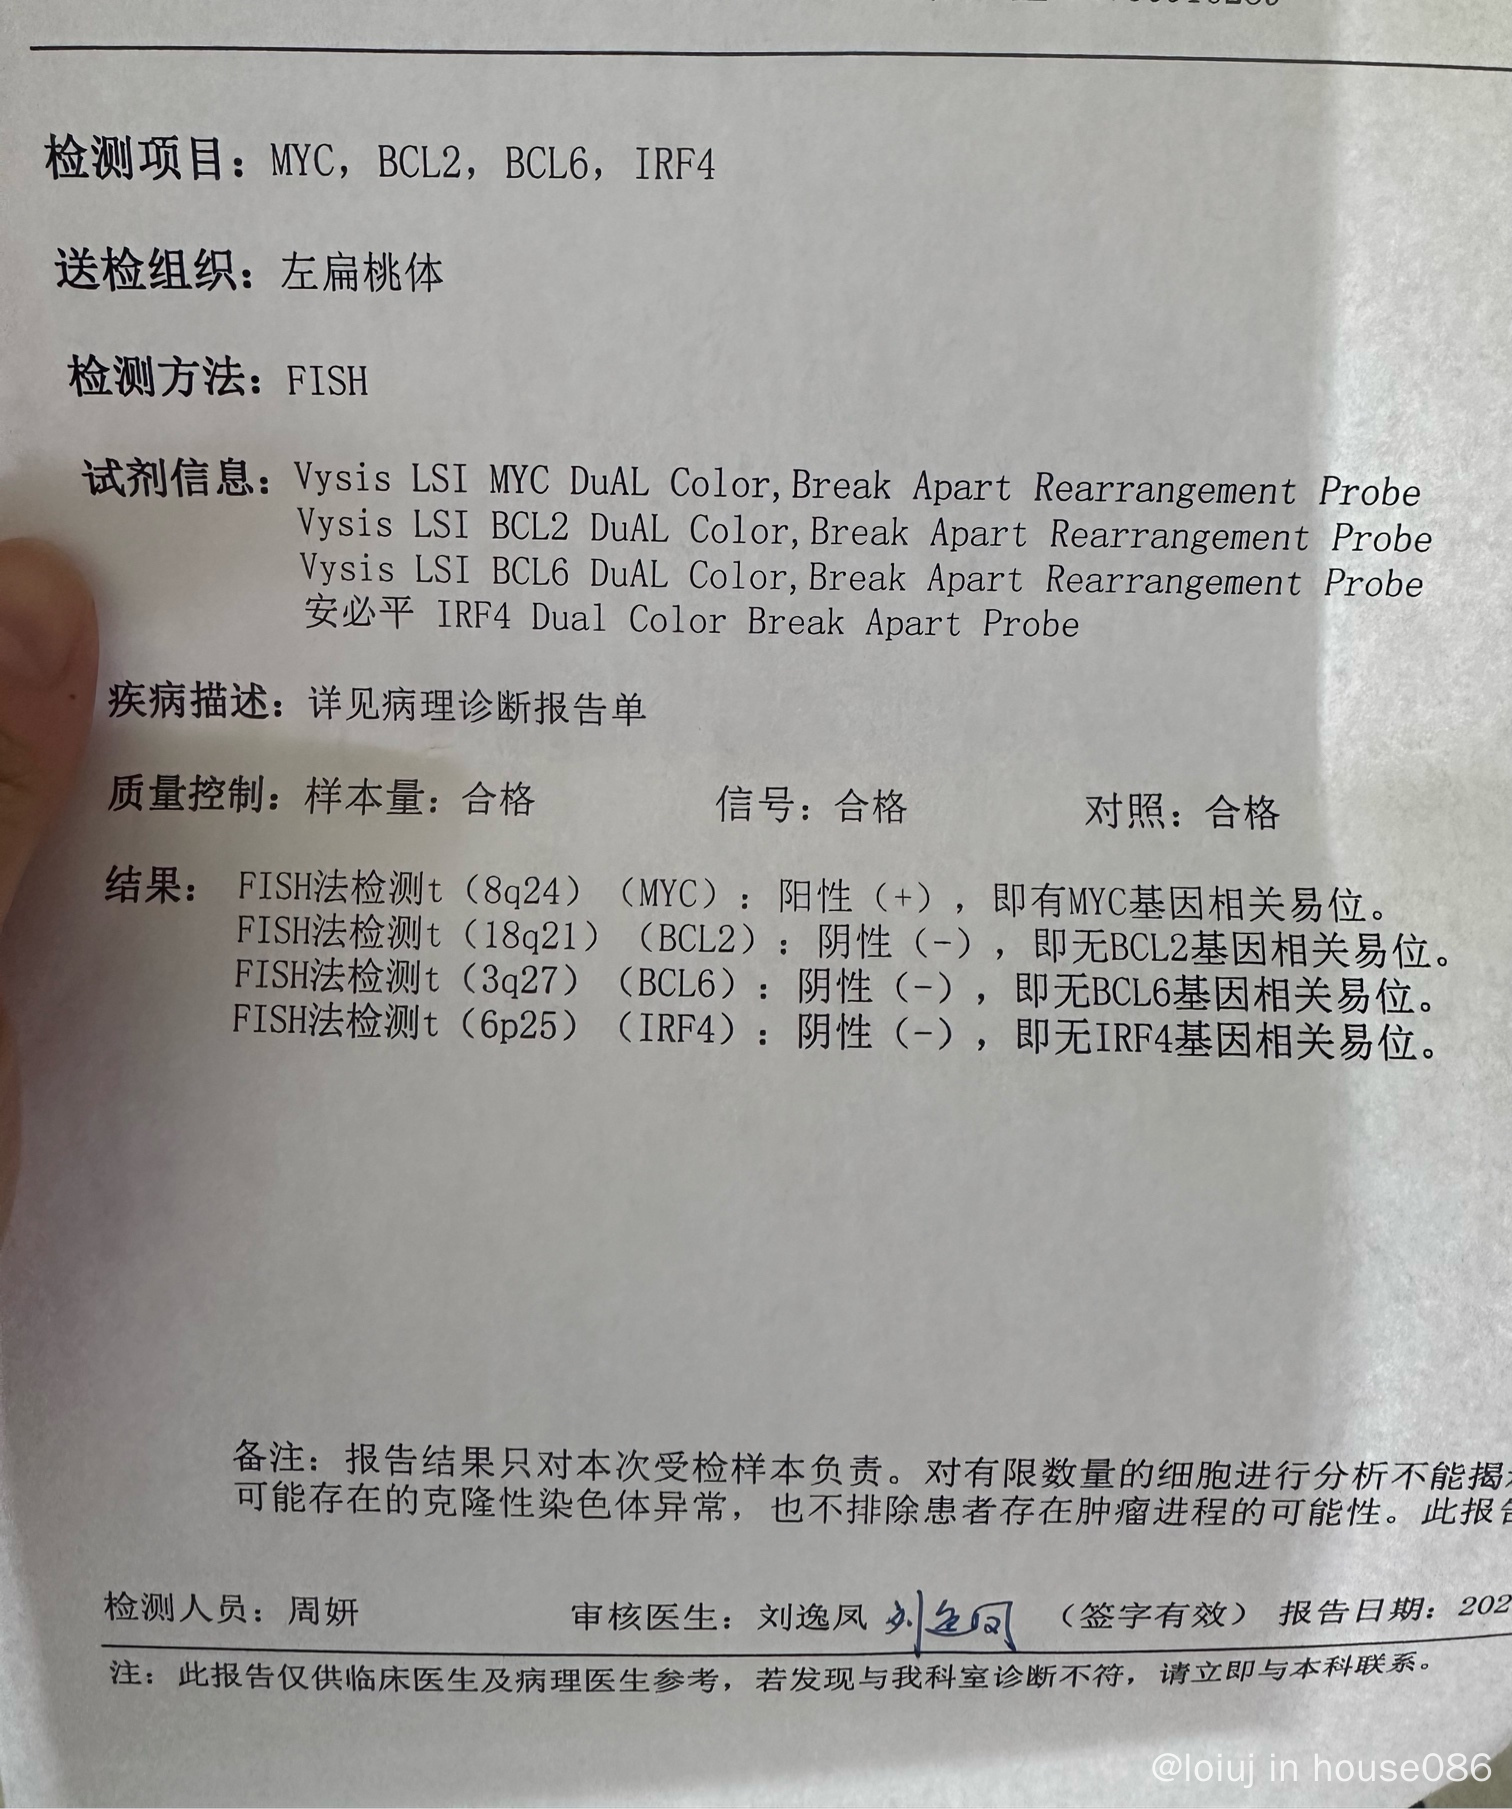 检测项目：MYC，BCL2，BCL6，IRF4
送检组织：左扁桃体
检测方法：FISH
试剂信息：Vysis LSI MYC DuAL Color,Break Apart Rearrangement Probe
Vysis LSI BCL2 DuAL Color,Break Apart Rearrangement Probe
Vysis LSI BCL6 DuAL Color,Break Apart Rearrangement Probe
安必平 IRF4 Dual Color Break Apart Probe
疾病描述：详见病理诊断报告单
质量控制：样本量：合格 信号：合格 对照：合格
结果：FISH法检测t（8q24）（MYC）：阳性（+），即有MYC基因相关易位。
FISH法检测t（18q21）（BCL2）：阴性（-），即无BCL2基因相关易位。
FISH法检测t（3q27）（BCL6）：阴性（-），即无BCL6基因相关易位。
FISH法检测t（6p25）（IRF4）：阴性（-），即无IRF4基因相关易位。
备注：报告结果只对本次受检样本负责。对有限数量的细胞进行分析不能揭
可能存在的克隆性染色体异常，也不排除患者存在肿瘤进程的可能性。此报告
检测人员：周妍 审核医生：刘逸凤 刘逸凤 （签字有效） 报告日期：202
注：此报告仅供临床医生及病理医生参考，若发现与我科室诊断不符，请立即与本科联系。
@loiuj in house086